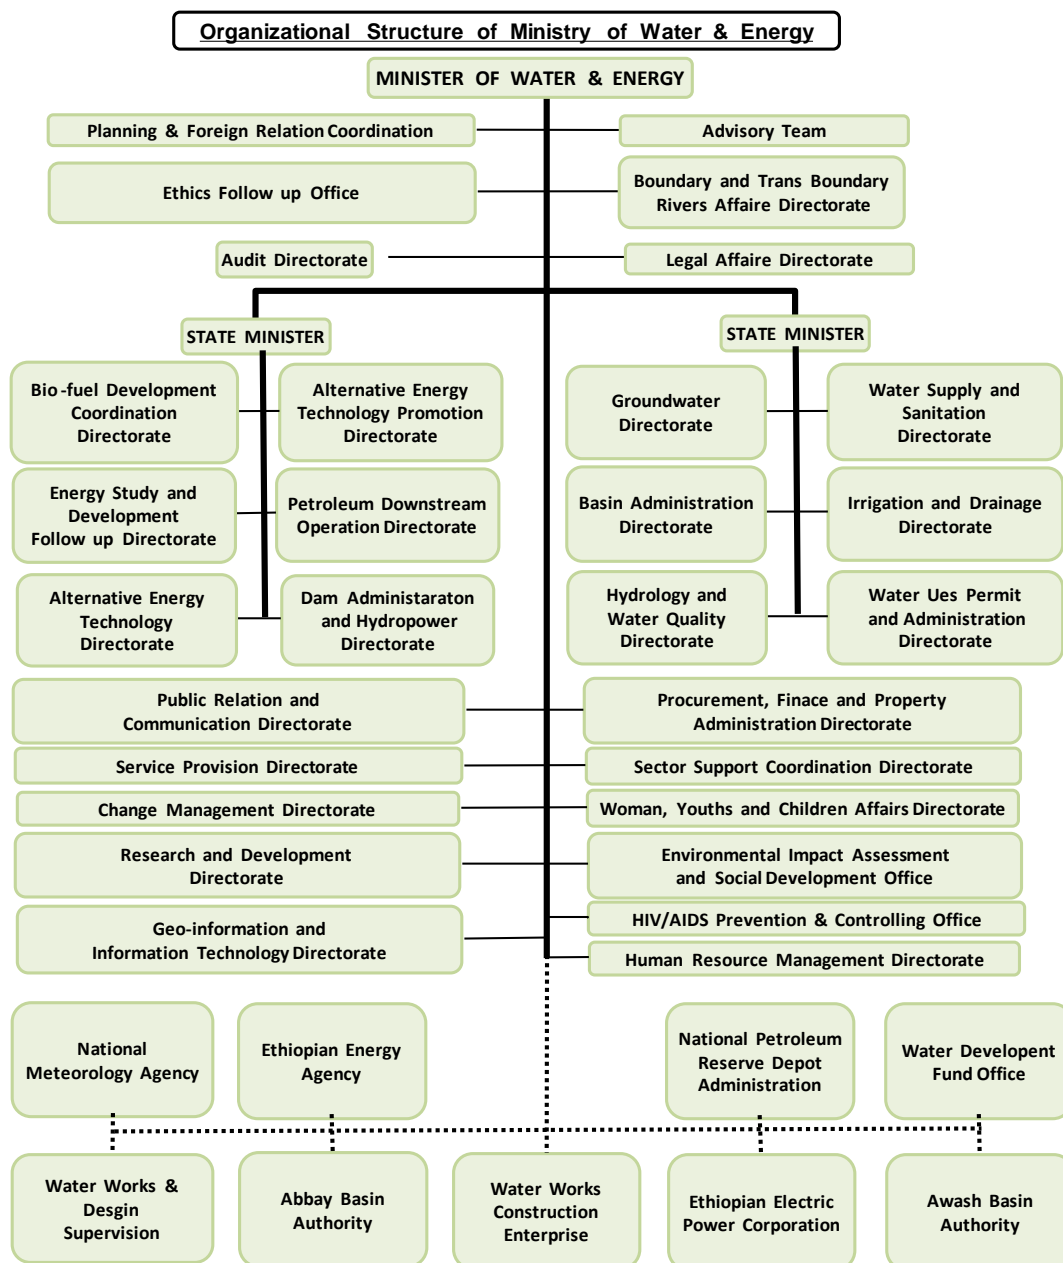 Organizational Structure of Ministry of Water & Energy
MINISTER OF WATER & ENERGY
Planning & Foreign Relation Coordination
Advisory Team
Ethics Follow up Office
Boundary and Trans Boundary
Rivers Affaire Directorate
Audit Directorate
Legal Affaire Directorate
STATE MINISTER
STATE MINISTER
Bio-fuel Development
Coordination
Directorate
Alternative Energy
Technology Promotion
Directorate
Groundwater
Directorate
Water Supply and
Sanitation
Directorate
Energy Study and
Development
Follow up Directorate
Petroleum Downstream
Operation Directorate
Basin Administration
Directorate
Irrigation and Drainage
Directorate
Alternative Energy
Technology
Directorate
Dam Administaraton
and Hydropower
Directorate
Hydrology and
Water Quality
Directorate
Water Ues Permit
and Administration
Directorate
Public Relation and
Communication Directorate
Procurement, Finace and Property
Administration Directorate
Service Provision Directorate
Sector Support Coordination Directorate
Change Management Directorate
Woman, Youths and Children Affairs Directorate
Research and Development
Directorate
Environmental Impact Assessment
and Social Development Office
Geo-information and
Information Technology Directorate
HIV/AIDS Prevention & Controlling Office
Human Resource Management Directorate
National
Meteorology Agency
Ethiopian Energy
Agency
National Petroleum
Reserve Depot
Administration
Water Developent
Fund Office
Water Works &
Desgin
Supervision
Abbay Basin
Authority
Water Works
Construction
Enterprise
Ethiopian Electric
Power Corporation
Awash Basin
Authority